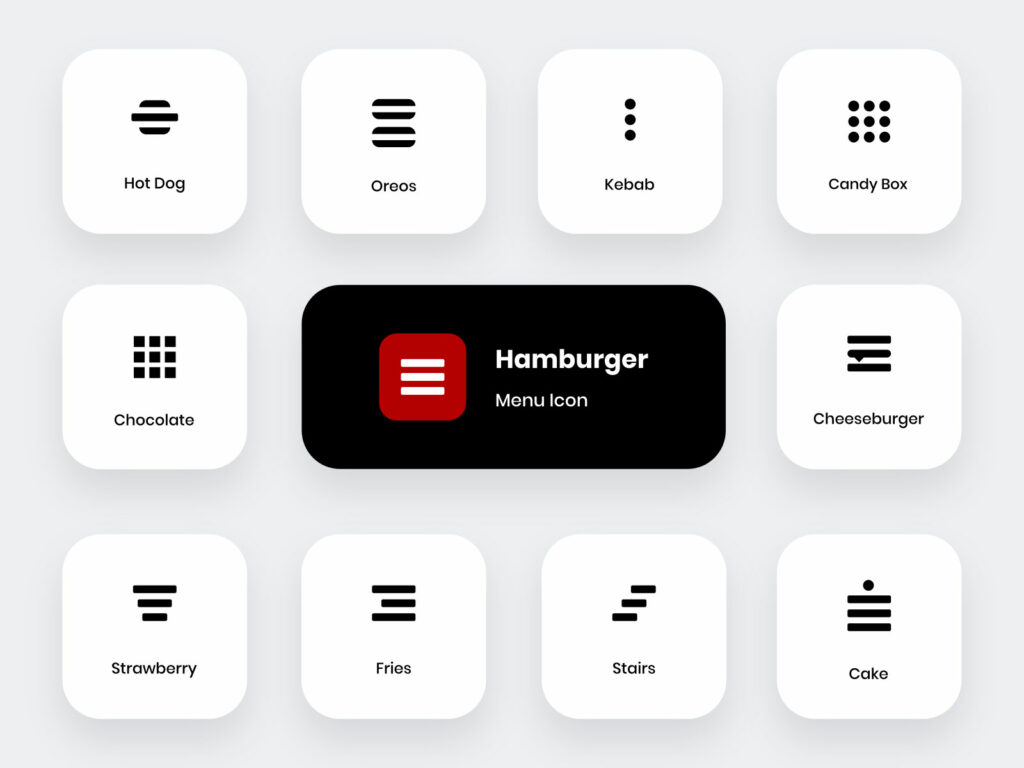 Hot Dog
Oreos
Kebab
Candy Box
Chocolate
Hamburger
Menu Icon
Cheeseburger
Strawberry
Fries
Stairs
Cake